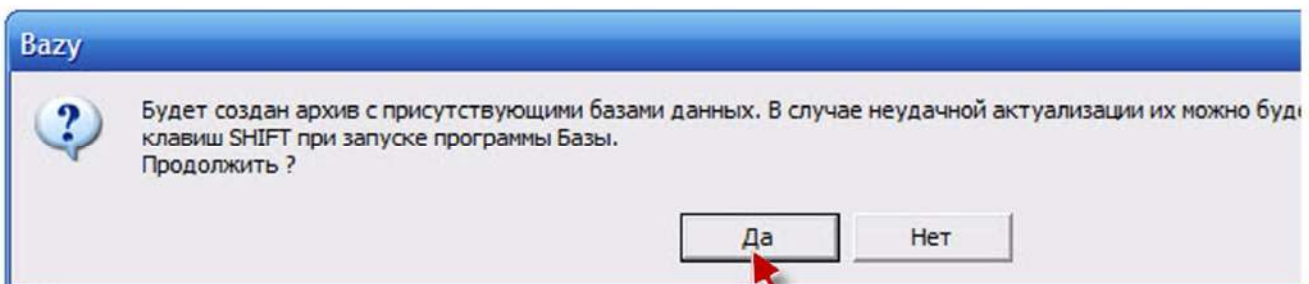 Bazy
Будет создан архив с присутствующими базами данных. В случае неудачной актуализации их можно
клавиш SHIFT при запуске программы Базы.
Продолжить ?
Да
Нет